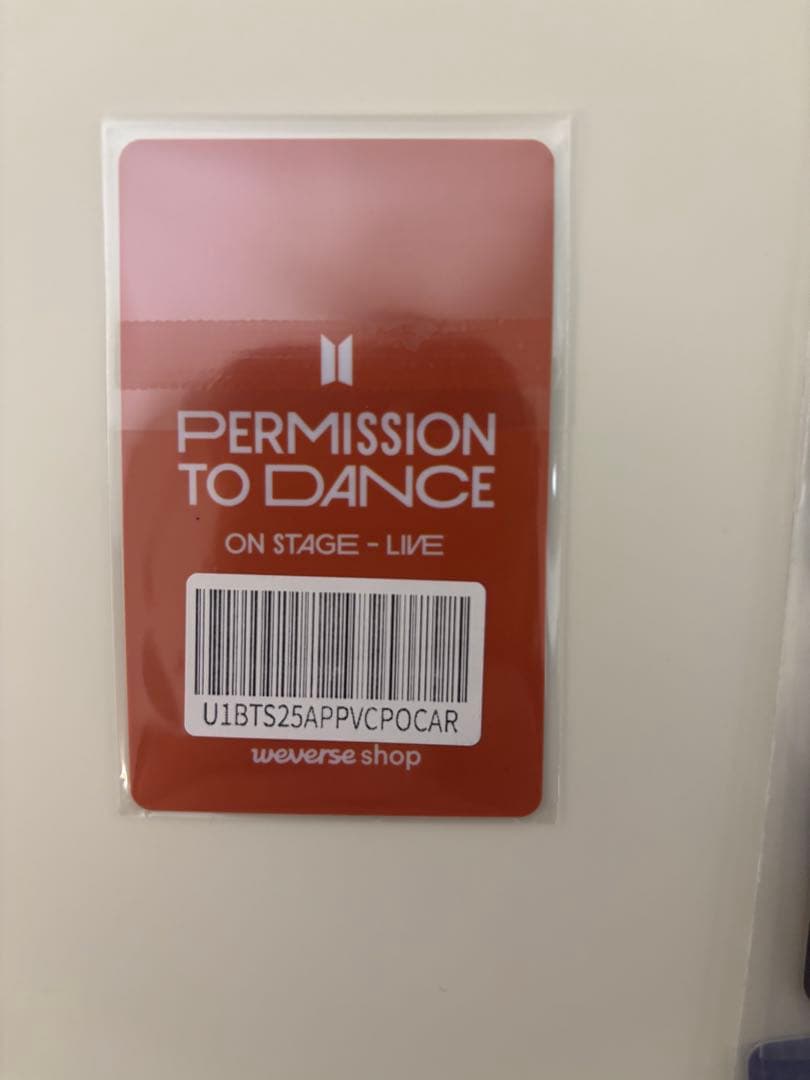 PERMISSION
TO DANCE
ON STAGE - LIVE
U1BTS25APPVCPOCAR
weverse shop